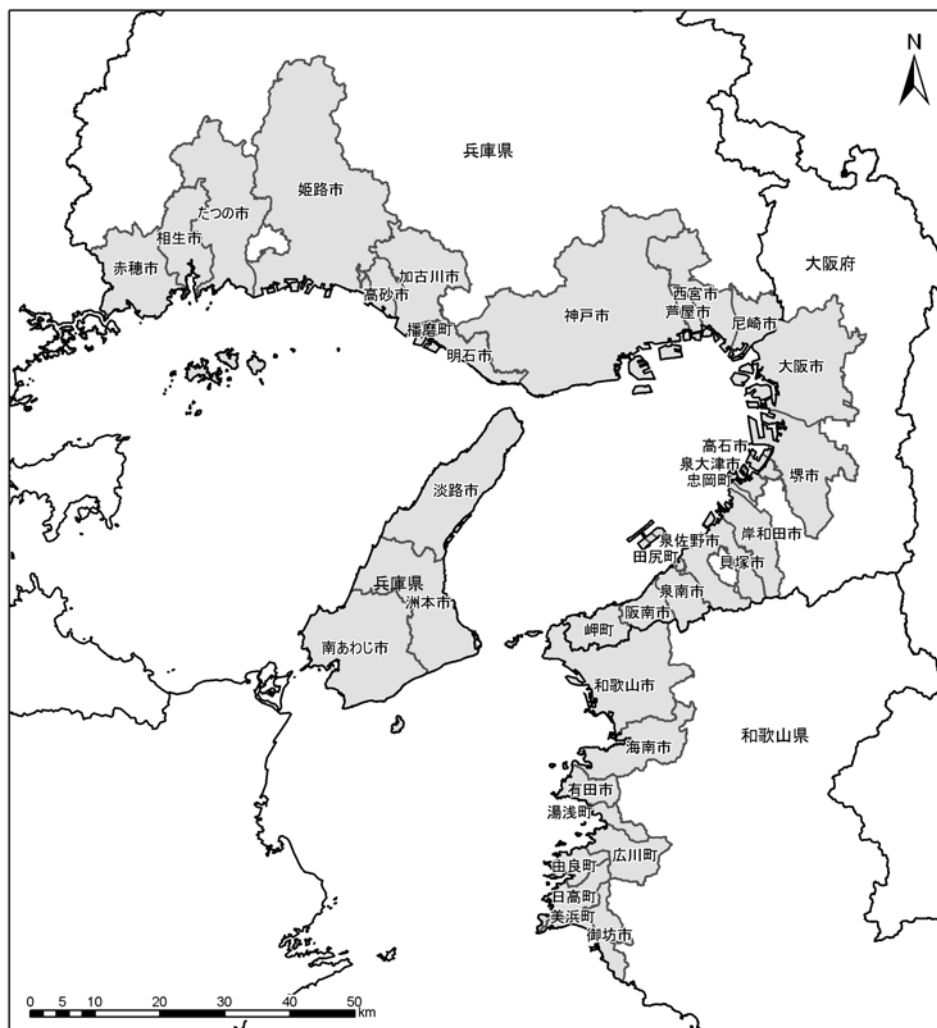 N
兵庫県
姫路市
たつの市
相生市
赤穂市
大阪府
加古川市
高砂市
西宮市
芦屋市
神戸市
尼崎市
播磨町
明石市
大阪市
高石市
泉大津市
忠岡町
堺市
淡路市
岸和田市
泉佐野市
田尻町
貝塚市
兵庫県
洲本市
泉南市
阪南市
岬町
南あわじ市
和歌山市
和歌山県
海南市
有田市
湯浅町
広川町
由良町
日高町
美浜町
御坊市
0 2 5 10 20 30 40 50
km